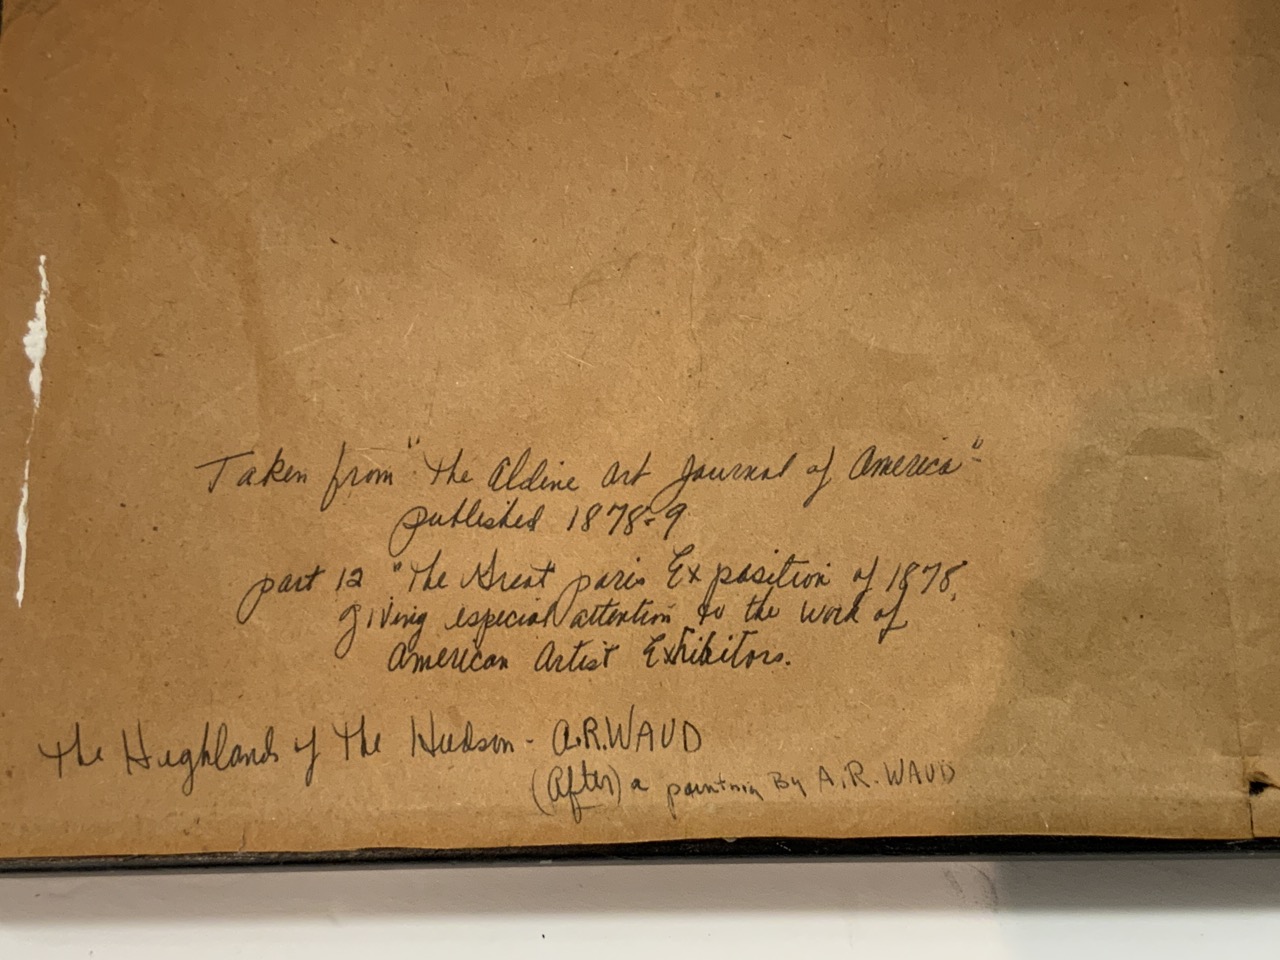 Taken from "The Aldine Art Journal of America" -
published 1878-9
part 12 "The Great paris Exposition of 1878,
giving especial attention to the work of
American Artist Exhibitors.
The Highlands of The Hudson - A.R. WAUD
(After) a painting By A.R. WAUD